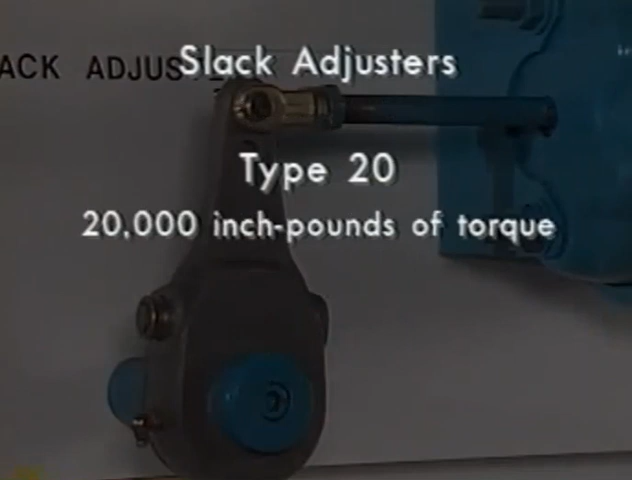 ACK ADJUS
Slack Adjusters
Type 20
20,000 inch-pounds of torque